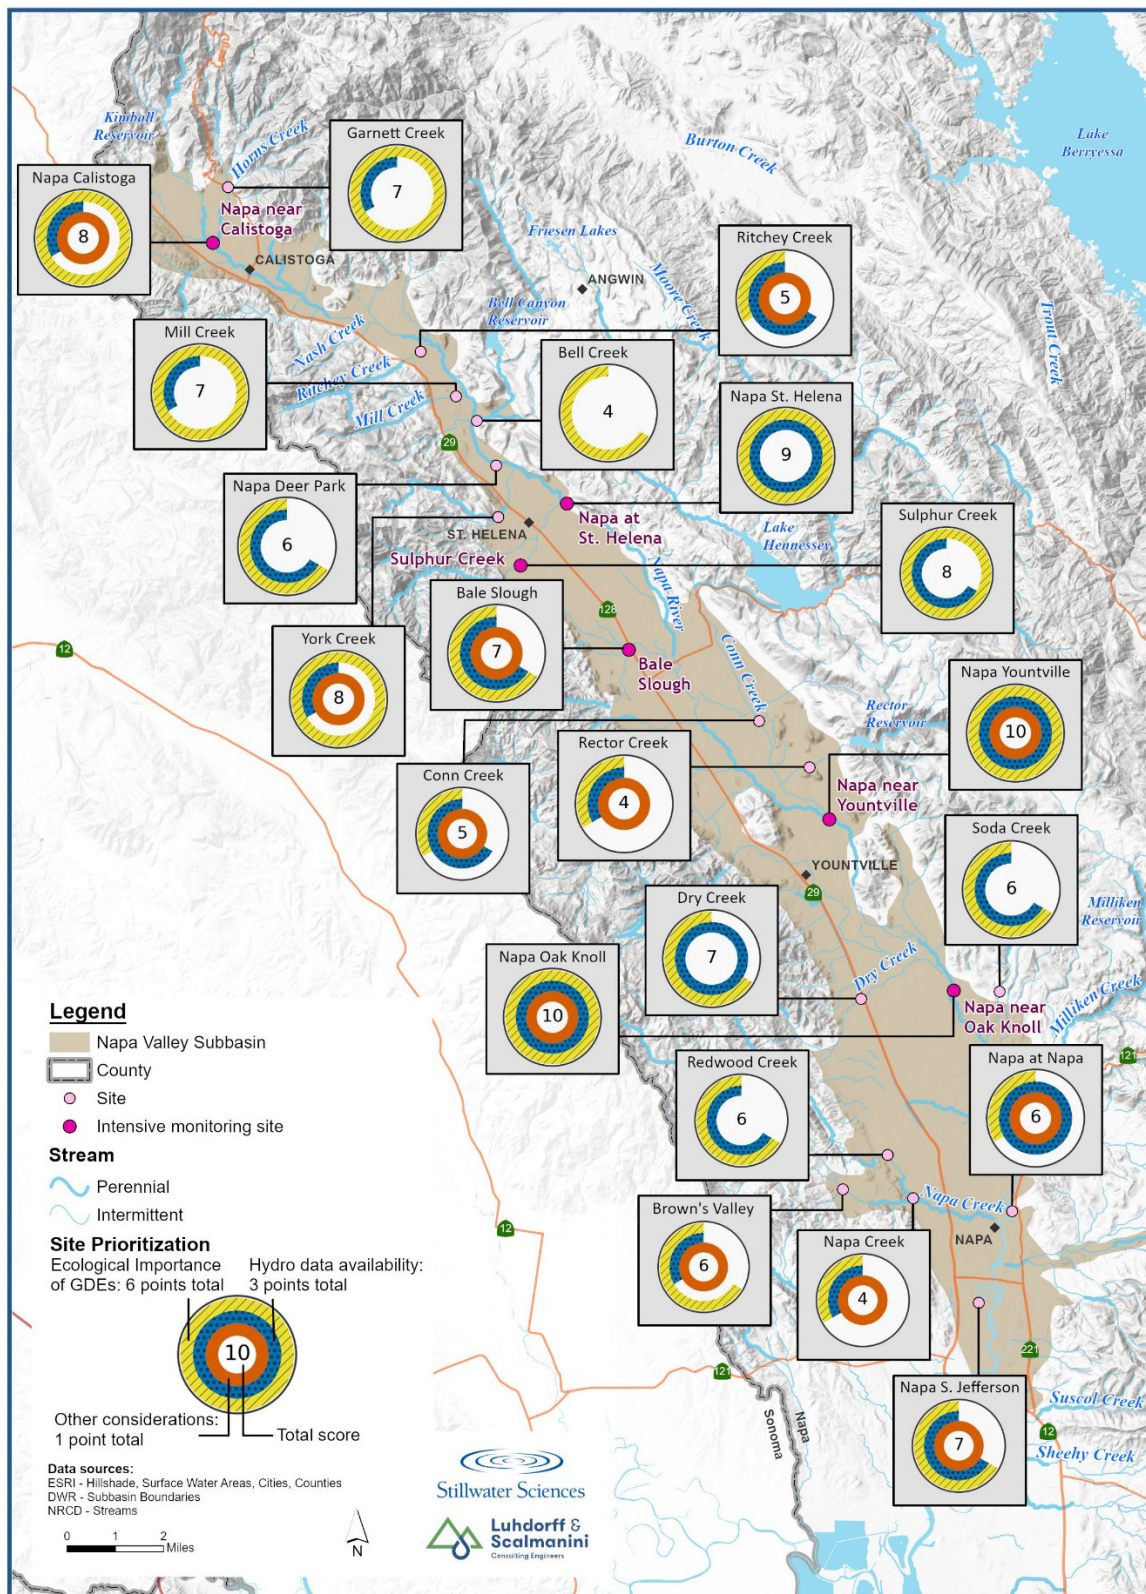 Kimball
Reservoir
Horns Creek
Garnett Creek
7
Burton Creek
Lake
Berryessa
Napa Calistoga
8
Napa near
Calistoga
CALISTOGA
Friesen Lakes
ANGWIN
Moore Creek
Ritchey Creek
5
Trout Creek
Bell Canyon
Reservoir
Mill Creek
7
Nash Creek
Ritchey Creek
Mill Creek
Bell Creek
4
Napa St. Helena
9
29
Napa Deer Park
6
ST. HELENA
Napa at
St. Helena
Lake
Hennessey
Sulphur Creek
8
Sulphur Creek
Napa River
Bale Slough
7
128
12
York Creek
8
Bale
Slough
Conn Creek
Rector
Reservoir
Napa Yountville
10
Rector Creek
4
Conn Creek
5
Napa near
Yountville
YOUNTVILLE
29
Soda Creek
6
Milliken
Reservoir
Dry Creek
7
Dry Creek
Napa Oak Knoll
10
Napa near
Oak Knoll
Milliken Creek
121
Redwood Creek
6
Napa at Napa
6
Brown's Valley
6
Napa Creek
NAPA
Napa Creek
4
12
221
121
Napa S. Jefferson
7
Suscol Creek
12
Sheehy Creek
Sonoma
Napa
Legend
Napa Valley Subbasin
County
Site
Intensive monitoring site
Stream
Perennial
Intermittent
Site Prioritization
Ecological Importance
of GDEs: 6 points total
Hydro data availability:
3 points total
10
Other considerations:
1 point total
Total score
Data sources:
ESRI - Hillshade, Surface Water Areas, Cities, Counties
DWR - Subbasin Boundaries
NRCD - Streams
0 1 2
Miles
N
Stillwater Sciences
Luhdorff &
Scalmanini
Consulting Engineers